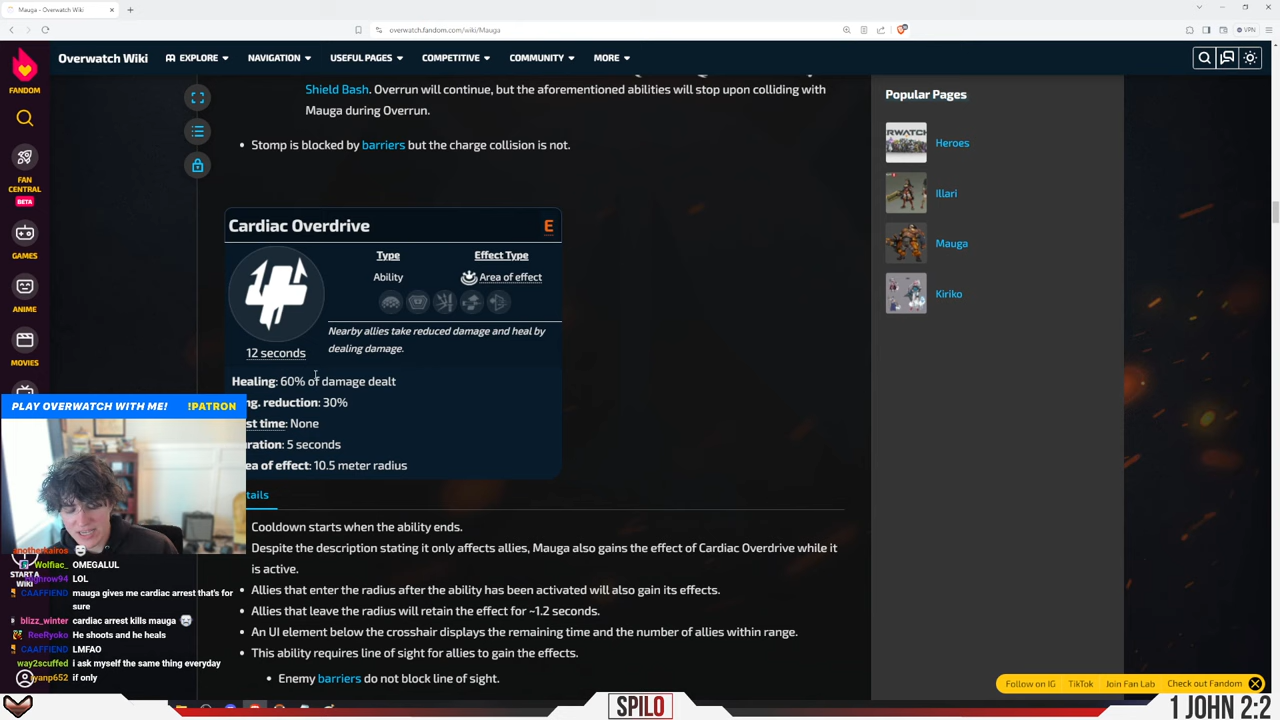 Mauga - Overwatch Wiki
overwatch.fandom.com/wiki/Mauga
VPN
FANDOM
Overwatch Wiki
EXPLORE
NAVIGATION
USEFUL PAGES
COMPETITIVE
COMMUNITY
MORE
FAN CENTRAL
BETA
GAMES
ANIME
MOVIES
START A WIKI
Shield Bash. Overrun will continue, but the aforementioned abilities will stop upon colliding with
Mauga during Overrun.
Stomp is blocked by barriers but the charge collision is not.
Cardiac Overdrive E
Type
Effect Type
Ability
Area of effect
Nearby allies take reduced damage and heal by
dealing damage.
12 seconds
Healing: 60% of damage dealt
reduction: 30%
time: None
5 seconds
of effect: 10.5 meter radius
Cooldown starts when the ability ends.
Despite the description stating it only affects allies, Mauga also gains the effect of Cardiac Overdrive while it
is active.
Allies that enter the radius after the ability has been activated will also gain its effects.
Allies that leave the radius will retain the effect for ~1.2 seconds.
An UI element below the crosshair displays the remaining time and the number of allies within range.
This ability requires line of sight for allies to gain the effects.
Enemy barriers do not block line of sight.
Popular Pages
Heroes
Illari
Mauga
Kiriko
PLAY OVERWATCH WITH ME! !PATRON
Wolfiac_ OMEGALUL
LOL
CAAFFIEND mauga gives me cardiac arrest that's for
sure
blizz_winter cardiac arrest kills mauga
ReeRyoko He shoots and he heals
CAAFFIEND LMFAO
way2scuffed i ask myself the same thing everyday
ryanp652 if only
Follow on IG
TikTok
Join Fan Lab
Check out Fandom
SPILO
1 JOHN 2:2